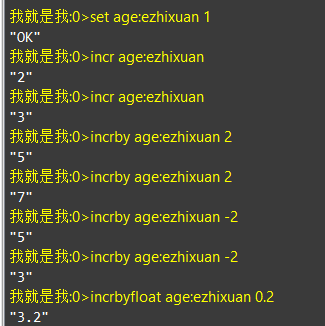 我就是我:0>set age:ezhixuan 1
"OK"
我就是我:0>incr age:ezhixuan
"2"
我就是我:0>incr age:ezhixuan
"3"
我就是我:0>incrby age:ezhixuan 2
"5"
我就是我:0>incrby age:ezhixuan 2
"7"
我就是我:0>incrby age:ezhixuan -2
"5"
我就是我:0>incrby age:ezhixuan -2
"3"
我就是我:0>incrbyfloat age:ezhixuan 0.2
"3.2"